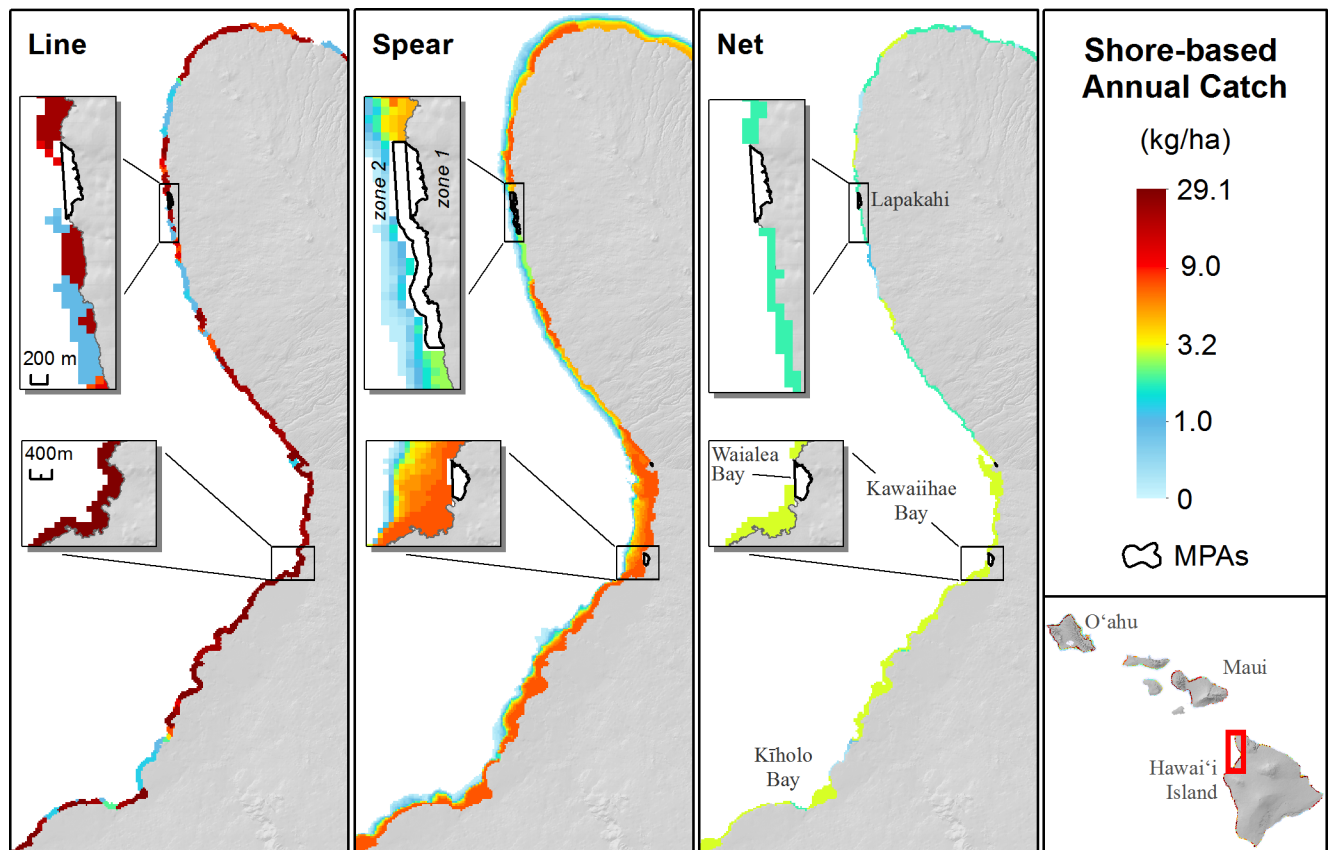 Line
200 m
400m
Spear
zone 2
zone 1
Net
Lapakahi
Waialea
Bay
Kawaiihae
Bay
Kīholo
Bay
Shore-based
Annual Catch
(kg/ha)
29.1
9.0
3.2
1.0
0
MPAs
Oʻahu
Maui
Hawaiʻi
Island